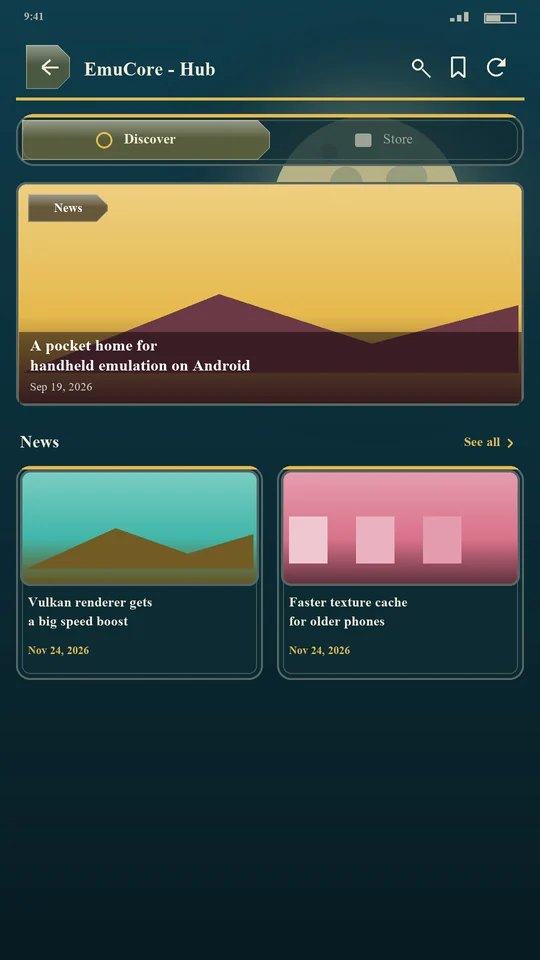 9:41
EmuCore - Hub
Discover
Store
News
A pocket home for
handheld emulation on Android
Sep 19, 2026
News
See all
Vulkan renderer gets
a big speed boost
Nov 24, 2026
Faster texture cache
for older phones
Nov 24, 2026